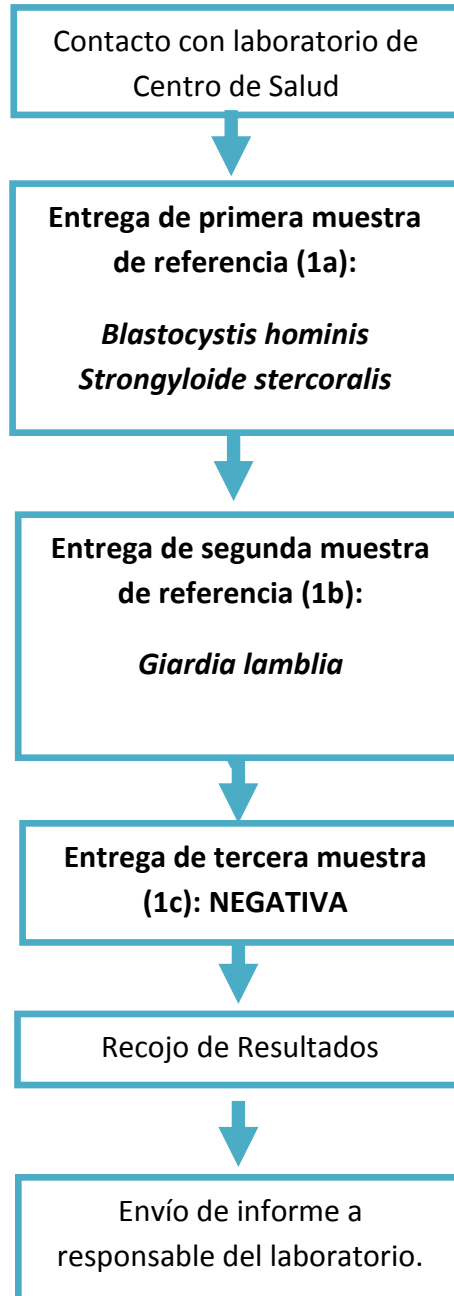 Contacto con laboratorio de
Centro de Salud
Entrega de primera muestra
de referencia (1a):
Blastocystis hominis
Strongyloide stercoralis
Entrega de segunda muestra
de referencia (1b):
Giardia lamblia
Entrega de tercera muestra
(1c): NEGATIVA
Recojo de Resultados
Envío de informe a
responsable del laboratorio.